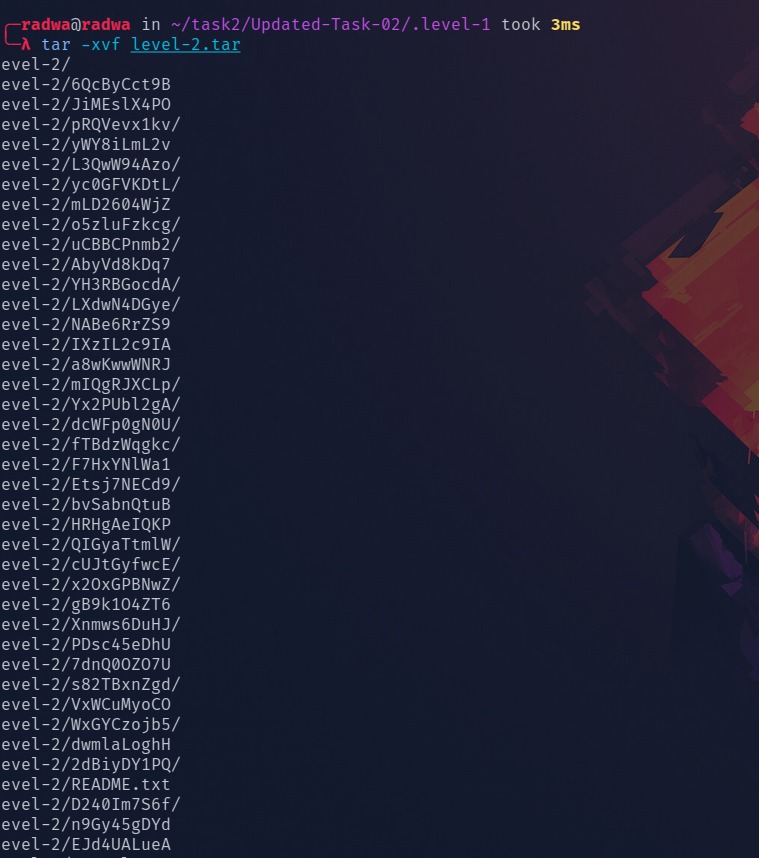 ╭─radwa@radwa in ~/task2/Updated-Task-02/.level-1 took 3ms
╰─λ tar -xvf level-2.tar
evel-2/
evel-2/6QcByCct9B
evel-2/JiMEslX4PO
evel-2/pRQVevx1kv/
evel-2/yWY8iLmL2v
evel-2/L3QwW94Azo/
evel-2/yc0GFVKDtL/
evel-2/mLD2604WjZ
evel-2/o5zluFzkcg/
evel-2/uCBBCPnmb2/
evel-2/AbyVd8kDq7
evel-2/YH3RBGocdA/
evel-2/LXdwN4DGye/
evel-2/NABe6RrZS9
evel-2/IXzIL2c9IA
evel-2/a8wKwwWNRJ
evel-2/mIQgRJXCLp/
evel-2/Yx2PUbl2gA/
evel-2/dcWFp0gN0U/
evel-2/fTBdzWqgkc/
evel-2/F7HxYNlWa1
evel-2/Etsj7NECd9/
evel-2/bvSabnQtuB
evel-2/HRHgAeIQKP
evel-2/QIGyaTtmlW/
evel-2/cUJtGyfwcE/
evel-2/x2OxGPBNwZ/
evel-2/gB9k1O4ZT6
evel-2/Xnmws6DuHJ/
evel-2/PDsc45eDhU
evel-2/7dnQ0OZO7U
evel-2/s82TBxnZgd/
evel-2/VxWCuMyoCO
evel-2/WxGYCzojb5/
evel-2/dwmlaLoghH
evel-2/2dBiyDY1PQ/
evel-2/README.txt
evel-2/D240Im7S6f/
evel-2/n9Gy45gDYd
evel-2/EJd4UALueA